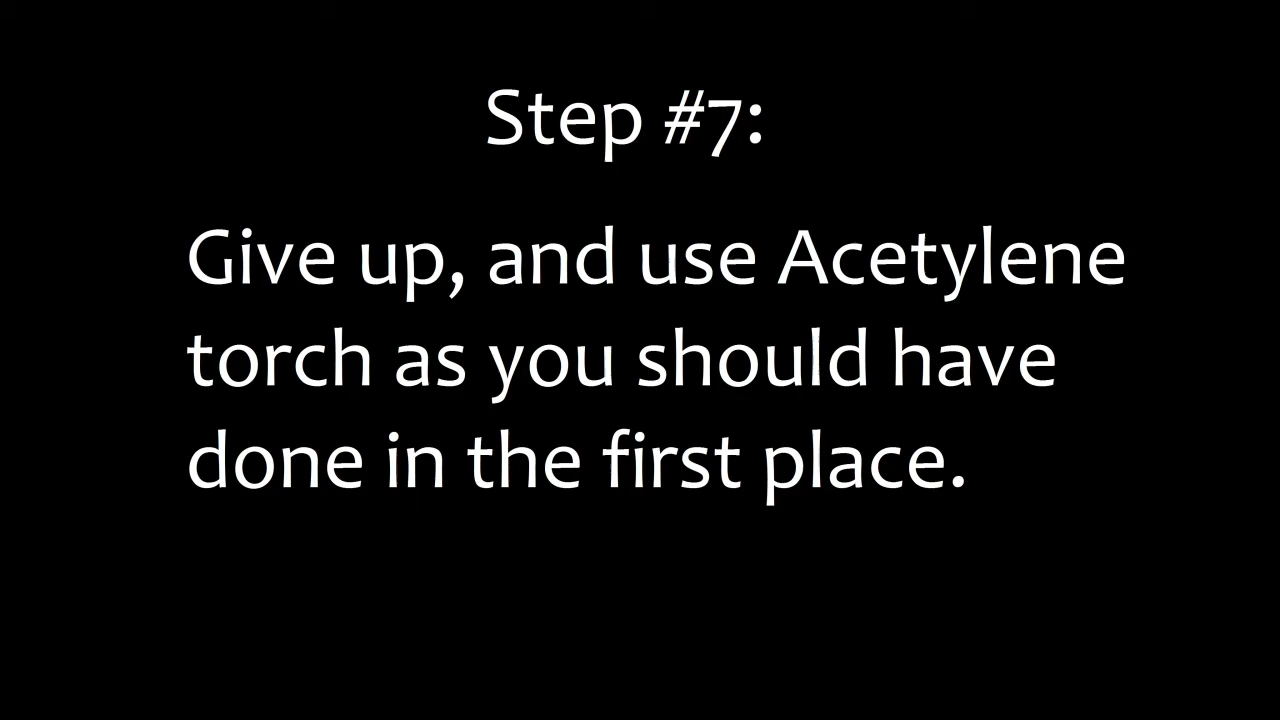 Step #7:
Give up, and use Acetylene
torch as you should have
done in the first place.